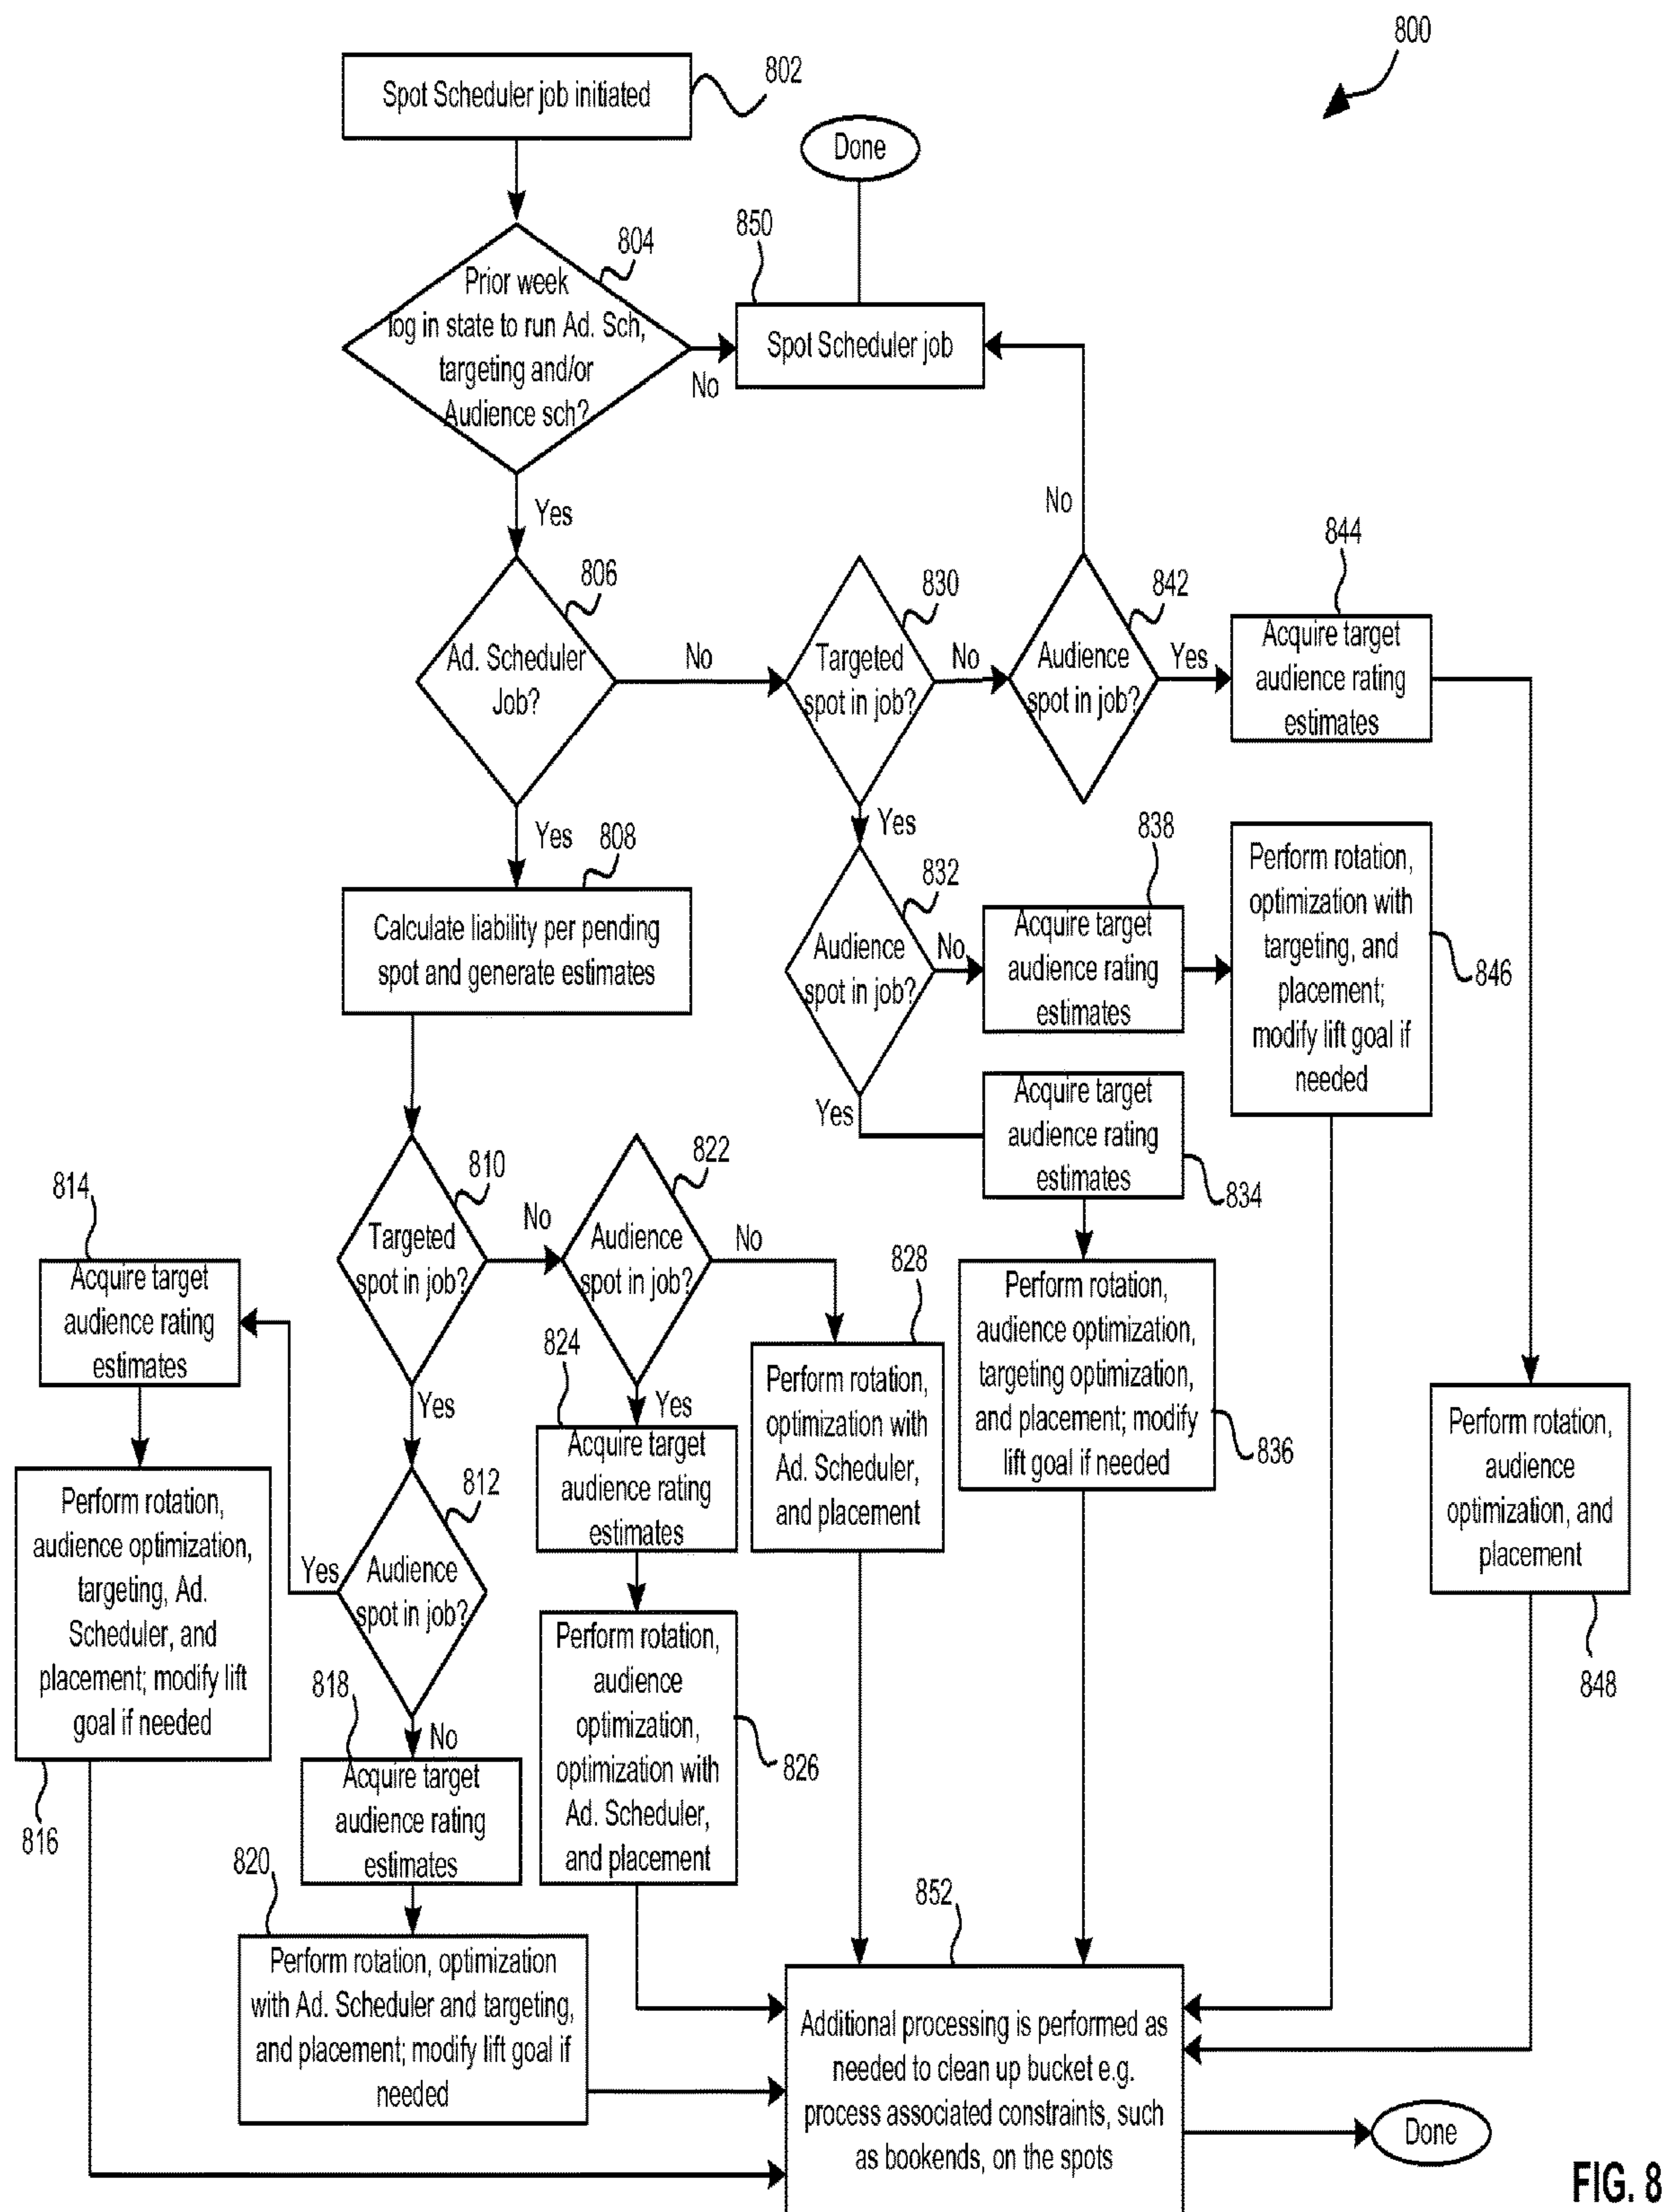 800
802
Spot Scheduler job initiated
Done
850
804
Prior week
log in state to run Ad. Sch,
targeting and/or
Audience sch?
No
Spot Scheduler job
Yes
No
806
Ad. Scheduler
Job?
No
830
Targeted
spot in job?
No
842
Audience
spot in job?
Yes
844
Acquire target
audience rating
estimates
Yes
808
Calculate liability per pending
spot and generate estimates
Yes
832
Audience
spot in job?
No
838
Acquire target
audience rating
estimates
Perform rotation,
optimization with
targeting, and
placement;
modify lift goal if
needed
846
Yes
Acquire target
audience rating
estimates
834
810
Targeted
spot in job?
No
822
Audience
spot in job?
No
814
Acquire target
audience rating
estimates
828
Perform rotation,
optimization with
Ad. Scheduler,
and placement
Perform rotation,
audience optimization,
targeting optimization,
and placement; modify
lift goal if needed
836
Perform rotation,
audience
optimization, and
placement
848
Yes
824
Yes
Acquire target
audience rating
estimates
812
Audience
spot in job?
Yes
Perform rotation,
audience optimization,
targeting, Ad.
Scheduler, and
placement; modify lift
goal if needed
816
Perform rotation,
audience
optimization,
optimization with
Ad. Scheduler,
and placement
826
818
No
Acquire target
audience rating
estimates
820
Perform rotation, optimization
with Ad. Scheduler and targeting,
and placement; modify lift goal if
needed
852
Additional processing is performed as
needed to clean up bucket e.g.
process associated constraints, such
as bookends, on the spots
Done
FIG. 8